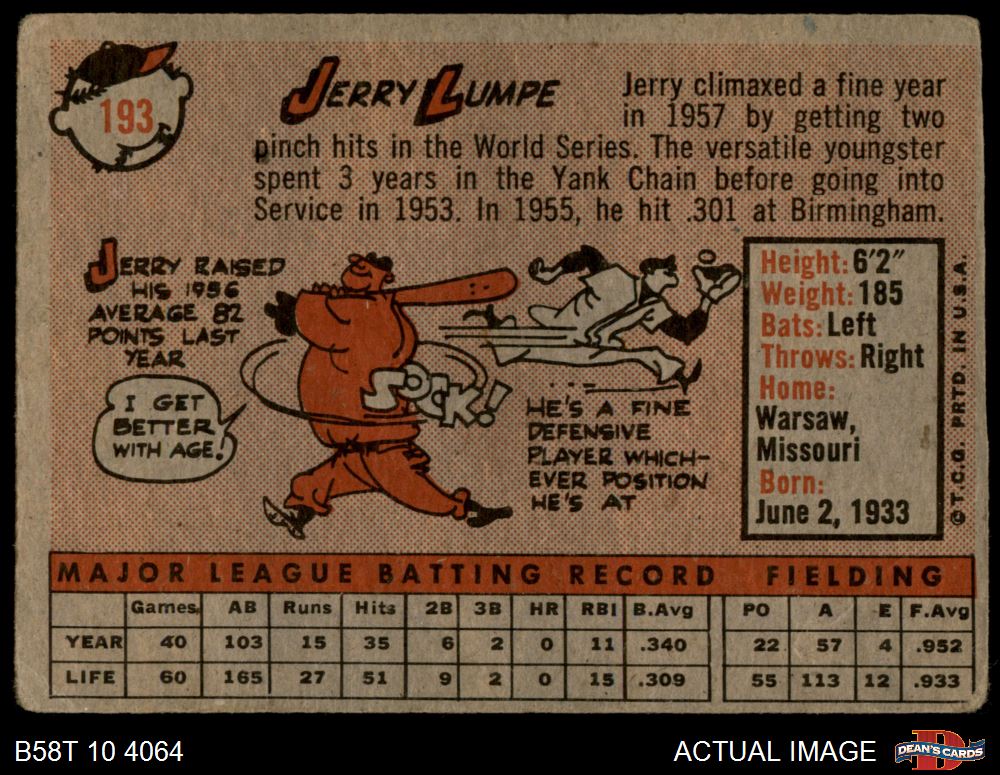 193
JERRY LUMPE
Jerry climaxed a fine year
in 1957 by getting two
pinch hits in the World Series. The versatile youngster
spent 3 years in the Yank Chain before going into
Service in 1953. In 1955, he hit .301 at Birmingham.
JERRY RAISED
HIS 1956
AVERAGE 82
POINTS LAST
YEAR
I GET
BETTER
WITH AGE!
SOCK!
HE'S A FINE
DEFENSIVE
PLAYER WHICH-
EVER POSITION
HE'S AT
Height: 6'2"
Weight: 185
Bats: Left
Throws: Right
Home:
Warsaw,
Missouri
Born:
June 2, 1933
© T.C.G. PRTD. IN U.S.A.
MAJOR LEAGUE BATTING RECORD FIELDING
Games AB Runs Hits 2B 3B HR RBI B.Avg PO A E F.Avg
YEAR 40 103 15 35 6 2 0 11 .340 22 57 4 .952
LIFE 60 165 27 51 9 2 0 15 .309 55 113 12 .933
B58T 10 4064
ACTUAL IMAGE
D
DEAN'S CARDS